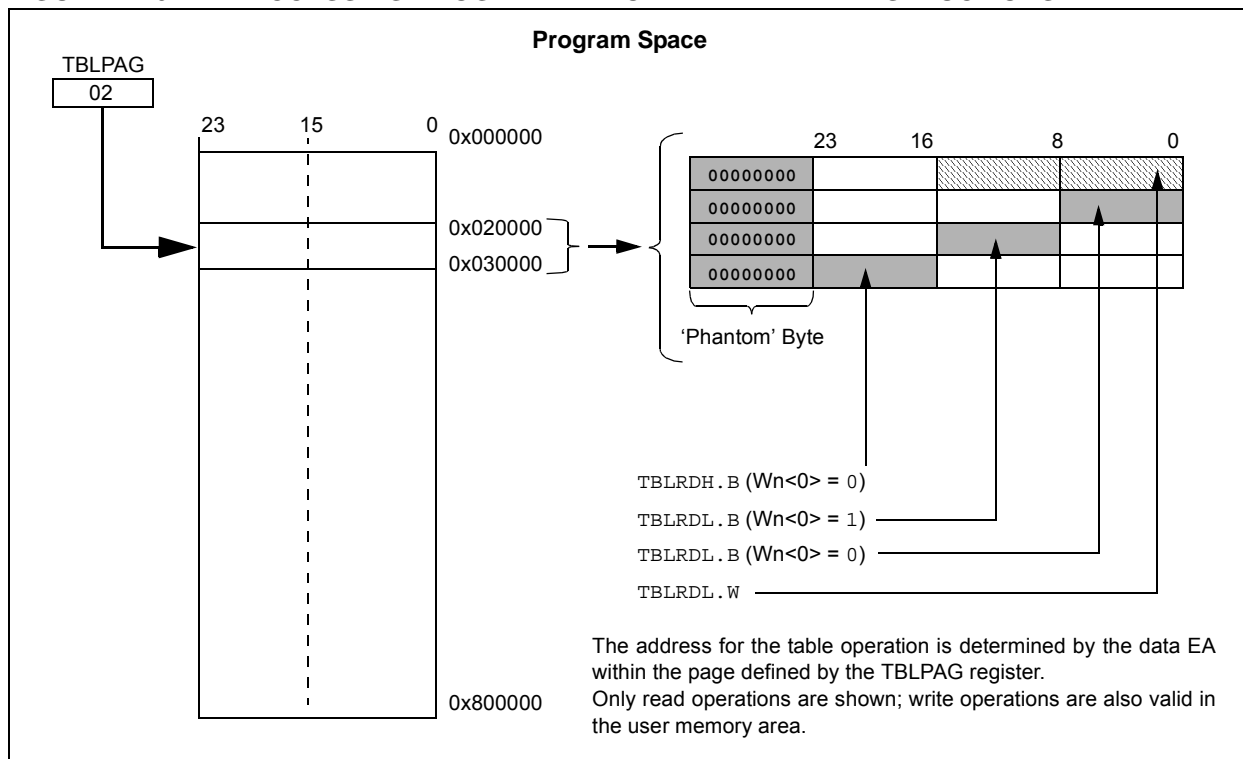 Program Space
TBLPAG
02
23 15 0
0x000000
0x020000
0x030000
0x800000
23 16 8 0
00000000
00000000
00000000
00000000
‘Phantom’ Byte
TBLRDH.B (Wn<0> = 0)
TBLRDL.B (Wn<0> = 1)
TBLRDL.B (Wn<0> = 0)
TBLRDL.W
The address for the table operation is determined by the data EA
within the page defined by the TBLPAG register.
Only read operations are shown; write operations are also valid in
the user memory area.